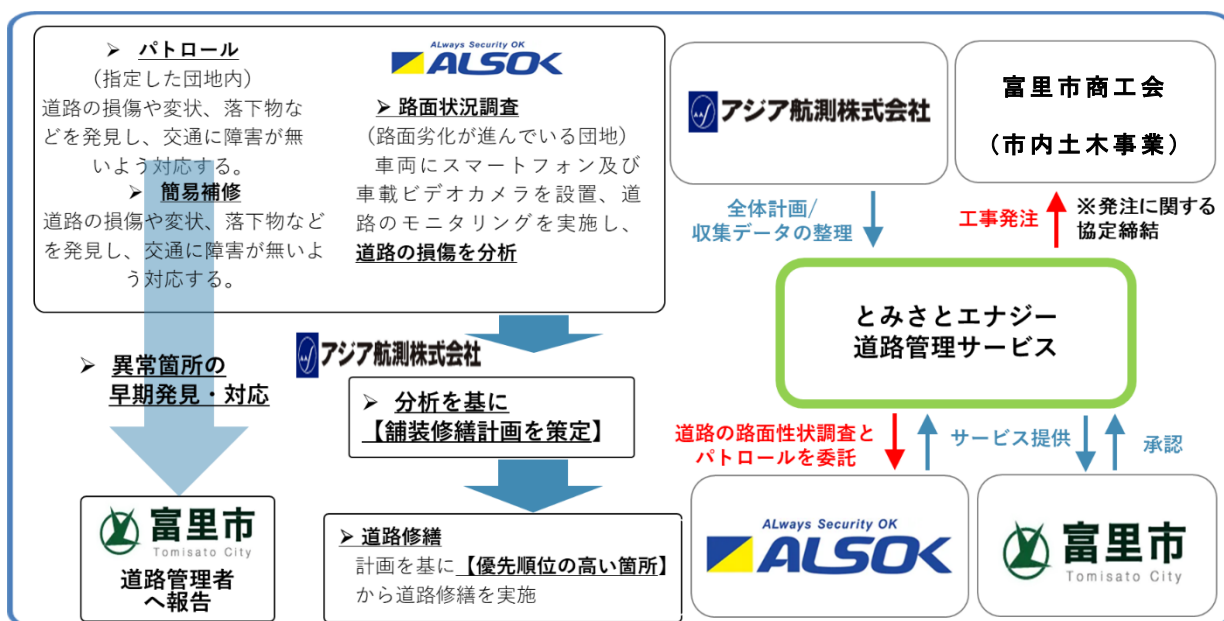 ➢ パトロール
（指定した団地内）
道路の損傷や変状、落下物な
どを発見し、交通に障害が無
いよう対応する。
➢ 簡易補修
道路の損傷や変状、落下物など
を発見し、交通に障害が無いよ
う対応する。
ALways Security OK
ALSOK
➢ 路面状況調査
（路面劣化が進んでいる団地）
車両にスマートフォン及び
車載ビデオカメラを設置、道
路のモニタリングを実施し、
道路の損傷を分析
➢ 異常箇所の
早期発見・対応
富里市
Tomisato City
道路管理者
へ報告
アジア航測株式会社
➢ 分析を基に
【舗装修繕計画を策定】
➢ 道路修繕
計画を基に【優先順位の高い箇所】
から道路修繕を実施
アジア航測株式会社
富里市商工会
（市内土木事業）
全体計画/
収集データの整理
工事発注
※発注に関する
協定締結
とみさとエナジー
道路管理サービス
道路の路面性状調査と
パトロールを委託
サービス提供
承認
ALways Security OK
ALSOK
富里市
Tomisato City